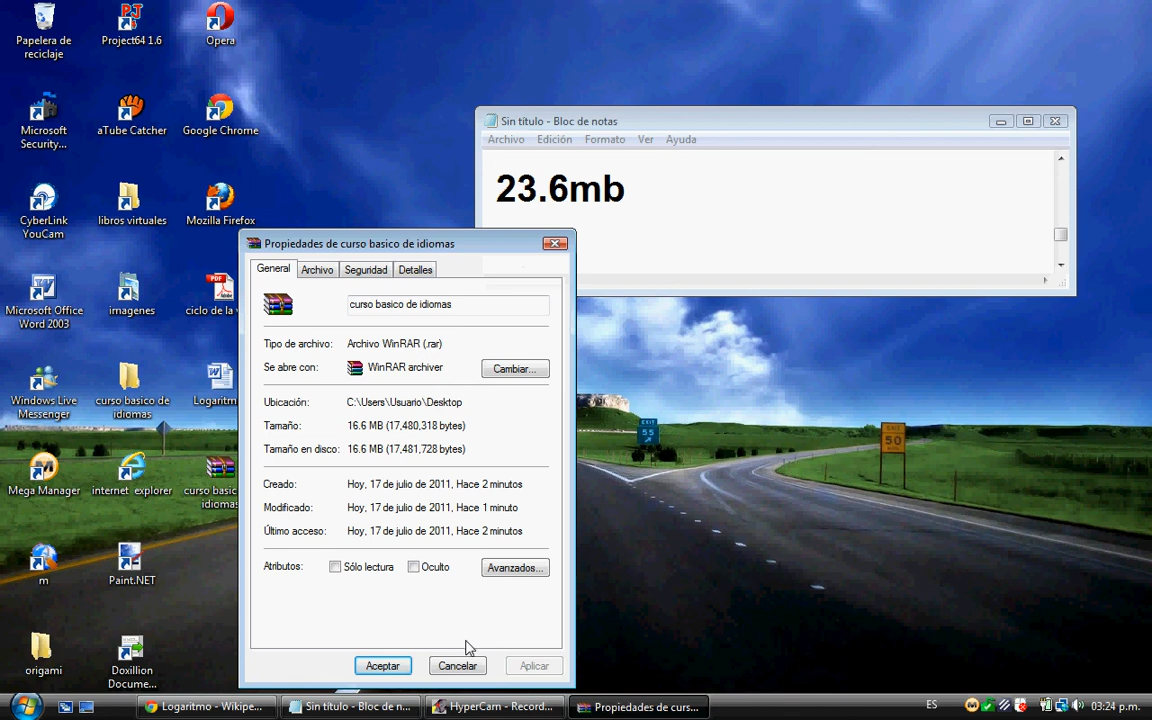 Papelera de
reciclaje
Project64 1.6
Opera
Microsoft
Security...
aTube Catcher
Google Chrome
CyberLink
YouCam
libros virtuales
Mozilla Firefox
Microsoft Office
Word 2003
imagenes
PDF
ciclo de la
Windows Live
Messenger
curso basico de
idiomas
Logaritm
Mega Manager
internet explorer
curso basic
idiomas
m
Paint.NET
origami
Doxillion
Docume...
Sin título - Bloc de notas
Archivo Edición Formato Ver Ayuda
23.6mb
Propiedades de curso basico de idiomas
General Archivo Seguridad Detalles
curso basico de idiomas
Tipo de archivo: Archivo WinRAR (.rar)
Se abre con: WinRAR archiver Cambiar...
Ubicación: C:\Users\Usuario\Desktop
Tamaño: 16.6 MB (17,480,318 bytes)
Tamaño en disco: 16.6 MB (17,481,728 bytes)
Creado: Hoy, 17 de julio de 2011, Hace 2 minutos
Modificado: Hoy, 17 de julio de 2011, Hace 1 minuto
Último acceso: Hoy, 17 de julio de 2011, Hace 2 minutos
Atributos: Sólo lectura Oculto Avanzados...
Aceptar Cancelar Aplicar
EXIT
55
EXIT
50
Logaritmo - Wikipe... Sin título - Bloc de n... HyperCam - Record... Propiedades de curs... ES 03:24 p.m.